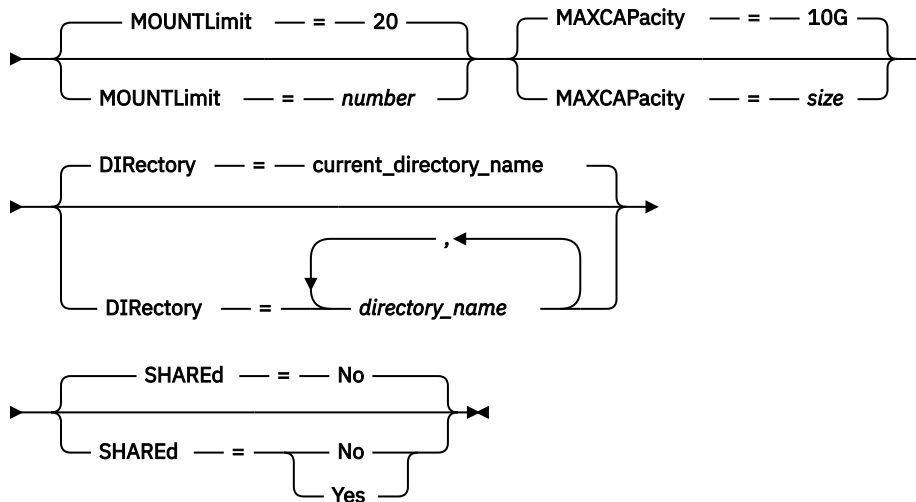 MOUNTLimit = 20 MAXCAPacity = 10G
MOUNTLimit = number MAXCAPacity = size
DIRectory = current_directory_name
,
DIRectory = directory_name
SHAREd = No
SHAREd = No
Yes